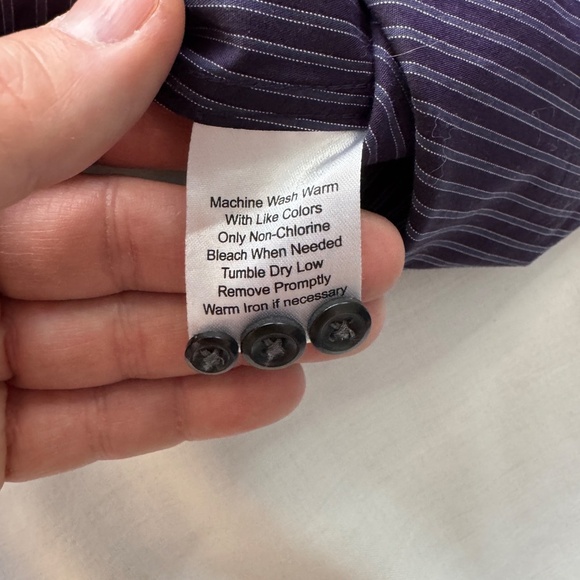 Machine Wash Warm
With Like Colors
Only Non-Chlorine
Bleach When Needed
Tumble Dry Low
Remove Promptly
Warm Iron if necessary